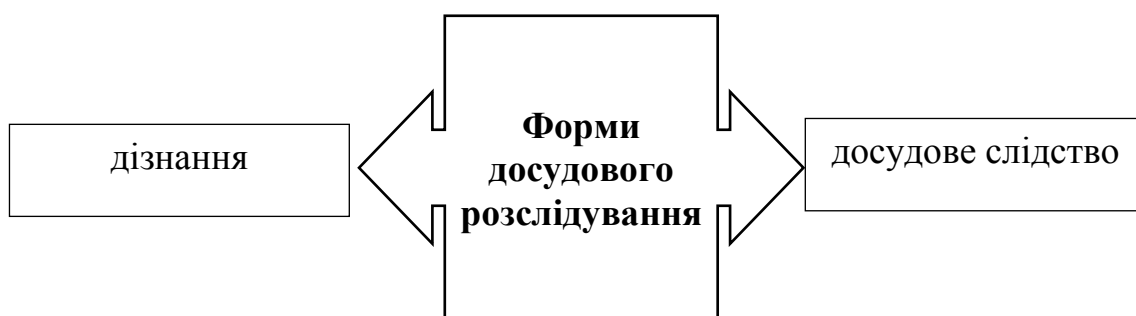 дізнання
Форми
досудового
розслідування
досудове слідство